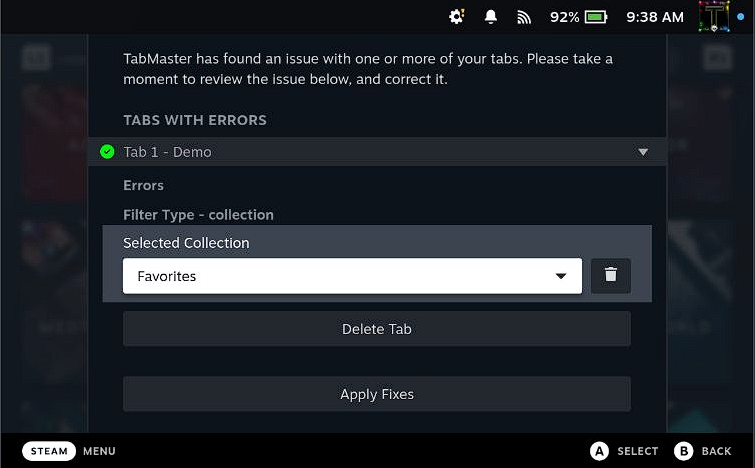 92% 9:38 AM
TabMaster has found an issue with one or more of your tabs. Please take a
moment to review the issue below, and correct it.
TABS WITH ERRORS
Tab 1 - Demo
Errors
Filter Type - collection
Selected Collection
Favorites
Delete Tab
Apply Fixes
STEAM MENU A SELECT B BACK